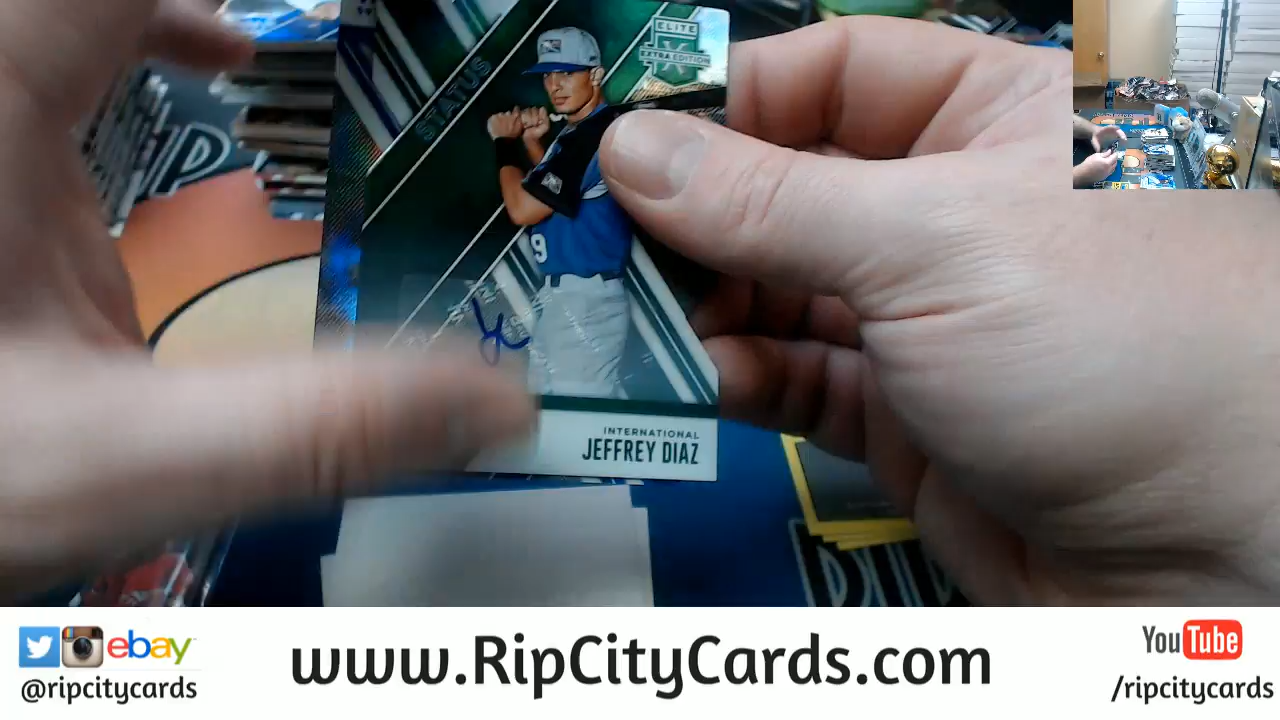 STATUS
ELITE
EXTRA EDITION
9
INTERNATIONAL
JEFFREY DIAZ
ebay
@ripcitycards
www.RipCityCards.com
YouTube
/ripcitycards